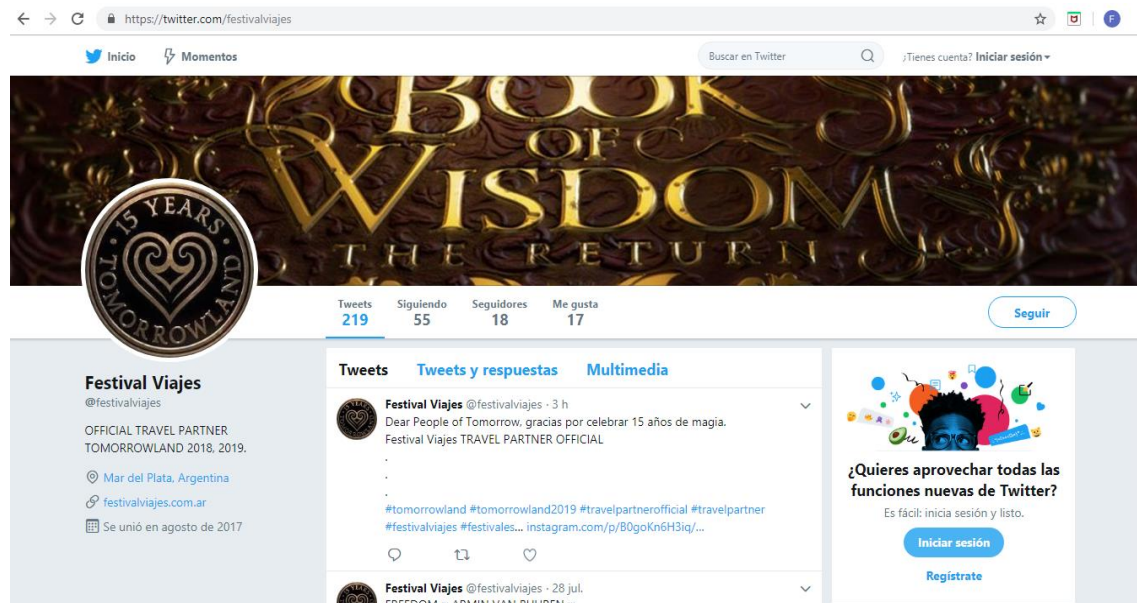 https://twitter.com/festivalviajes
Inicio
Momentos
Buscar en Twitter
¿Tienes cuenta? Iniciar sesión
BOOK
OF
WISDOM
THE RETURN
15 YEARS
TOMORROWLAND
Tweets
219
Siguiendo
55
Seguidores
18
Me gusta
17
Seguir
Festival Viajes
@festivalviajes
OFFICIAL TRAVEL PARTNER
TOMORROWLAND 2018, 2019.
Mar del Plata, Argentina
festivalviajes.com.ar
Se unió en agosto de 2017
Tweets
Tweets y respuestas
Multimedia
Festival Viajes @festivalviajes · 3 h
Dear People of Tomorrow, gracias por celebrar 15 años de magia.
Festival Viajes TRAVEL PARTNER OFFICIAL
.
.
.
#tomorrowland #tomorrowland2019 #travelpartnerofficial #travelpartner
#festivalviajes #festivales... instagram.com/p/B0goKn6H3iq/...
Festival Viajes @festivalviajes · 28 jul.
FREEDOM - ARMIN VAN BUUREN
¿Quieres aprovechar todas las
funciones nuevas de Twitter?
Es fácil: inicia sesión y listo.
Iniciar sesión
Regístrate